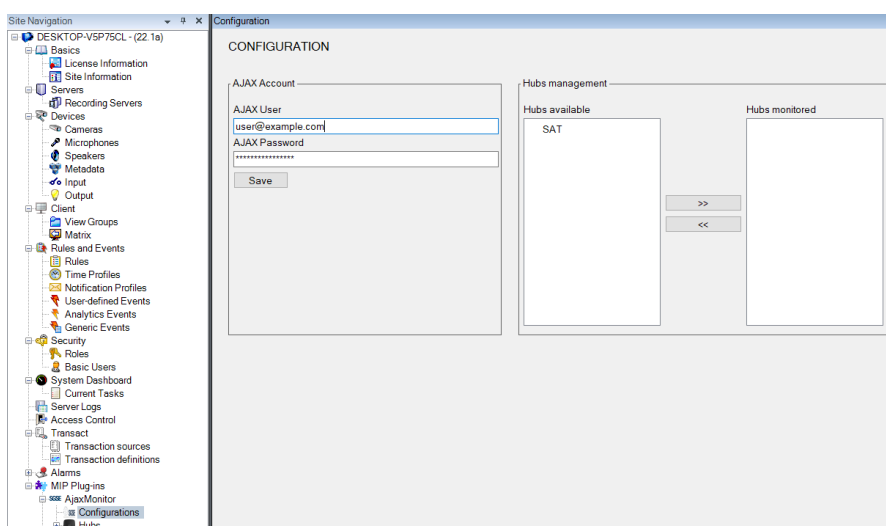 Site Navigation
DESKTOP-V5P75CL - (22.1a)
Basics
License Information
Site Information
Servers
Recording Servers
Devices
Cameras
Microphones
Speakers
Metadata
Input
Output
Client
View Groups
Matrix
Rules and Events
Rules
Time Profiles
Notification Profiles
User-defined Events
Analytics Events
Generic Events
Security
Roles
Basic Users
System Dashboard
Current Tasks
Server Logs
Access Control
Transact
Transaction sources
Transaction definitions
Alarms
MIP Plug-ins
AjaxMonitor
Configurations
Hubs
Configuration
CONFIGURATION
AJAX Account
AJAX User
user@example.com
AJAX Password
****************
Save
Hubs management
Hubs available
SAT
>>
<<
Hubs monitored